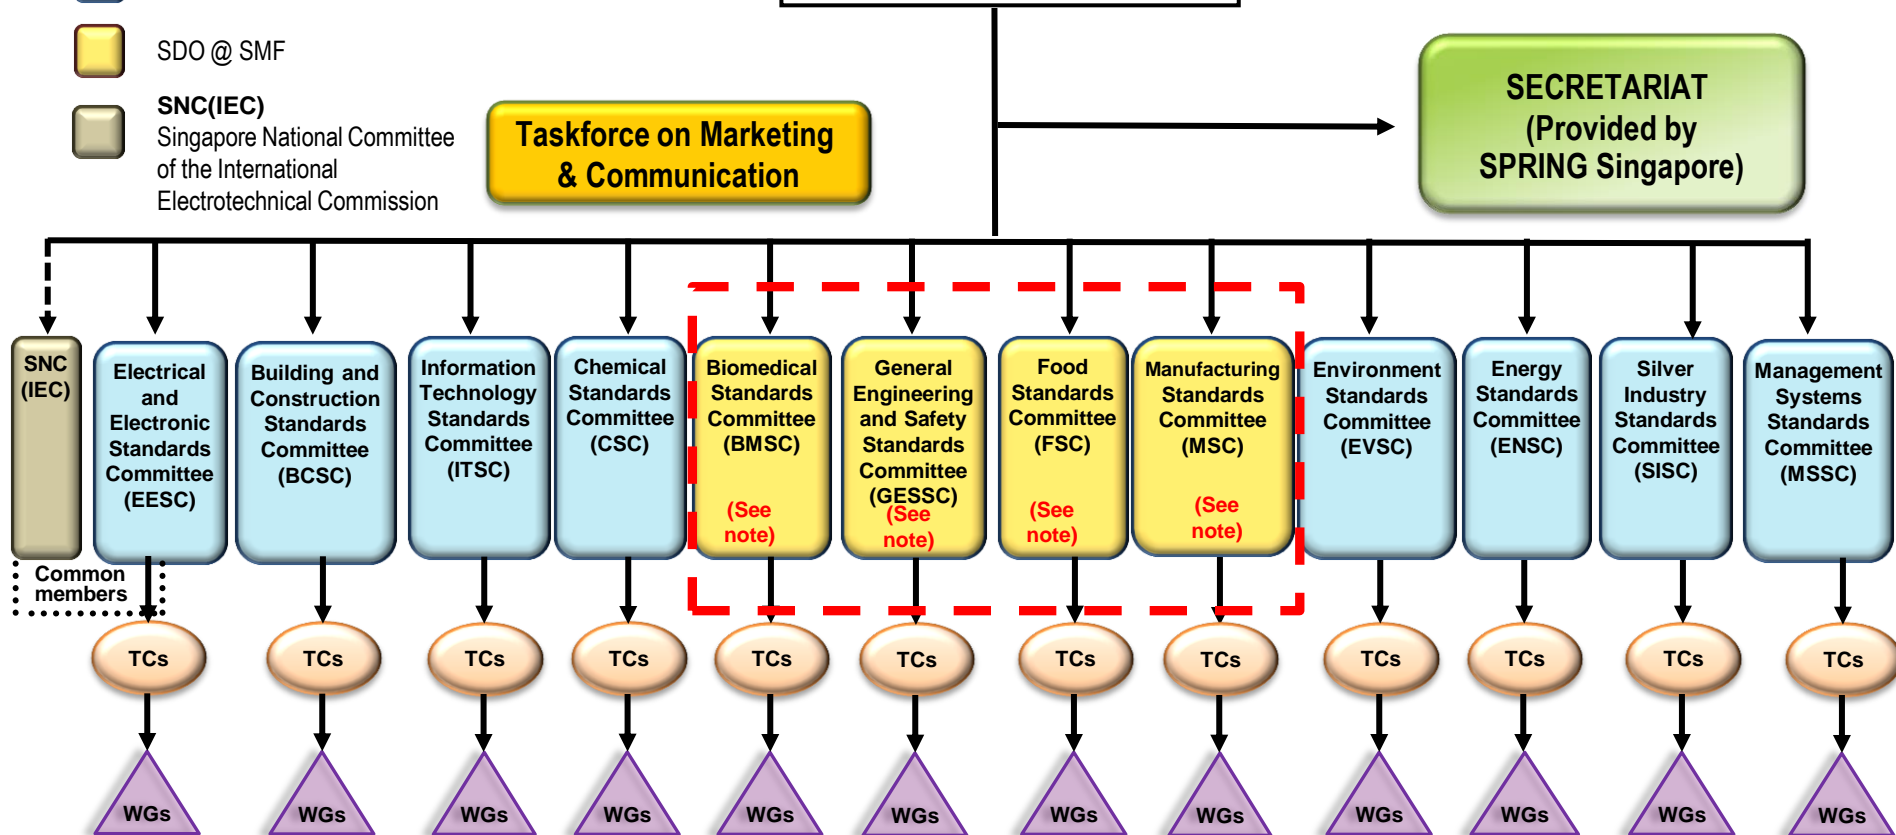 SDO @ SMF
SNC(IEC)
Singapore National Committee
of the International
Electrotechnical Commission
Taskforce on Marketing
& Communication
SECRETARIAT
(Provided by
SPRING Singapore)
SNC
(IEC)
Electrical
and
Electronic
Standards
Committee
(EESC)
Building and
Construction
Standards
Committee
(BCSC)
Information
Technology
Standards
Committee
(ITSC)
Chemical
Standards
Committee
(CSC)
Biomedical
Standards
Committee
(BMSC)
(See
note)
General
Engineering
and Safety
Standards
Committee
(GESSC)
(See
note)
Food
Standards
Committee
(FSC)
(See
note)
Manufacturing
Standards
Committee
(MSC)
(See
note)
Environment
Standards
Committee
(EVSC)
Energy
Standards
Committee
(ENSC)
Silver
Industry
Standards
Committee
(SISC)
Management
Systems
Standards
Committee
(MSSC)
Common
members
TCs
TCs
TCs
TCs
TCs
TCs
TCs
TCs
TCs
TCs
TCs
TCs
WGs
WGs
WGs
WGs
WGs
WGs
WGs
WGs
WGs
WGs
WGs
WGs